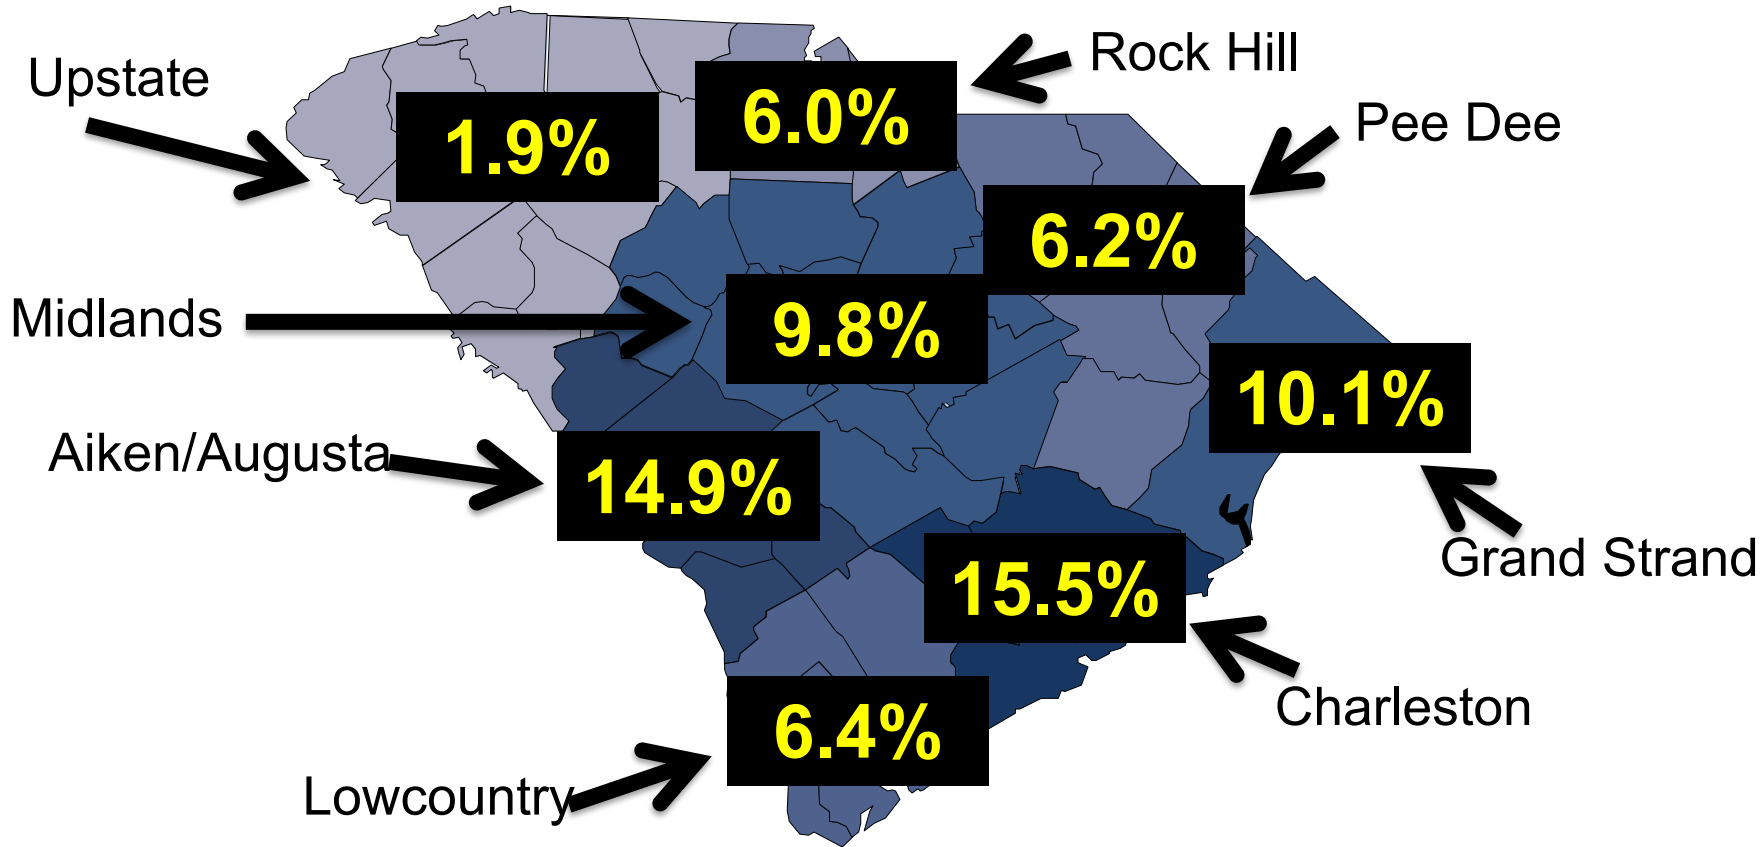 Rock Hill
Upstate
6.0%
Pee Dee
1.9%
6.2%
Midlands
9.8%
10.1%
Aiken/Augusta
14.9%
Grand Strand
15.5%
Charleston
6.4%
Lowcountry